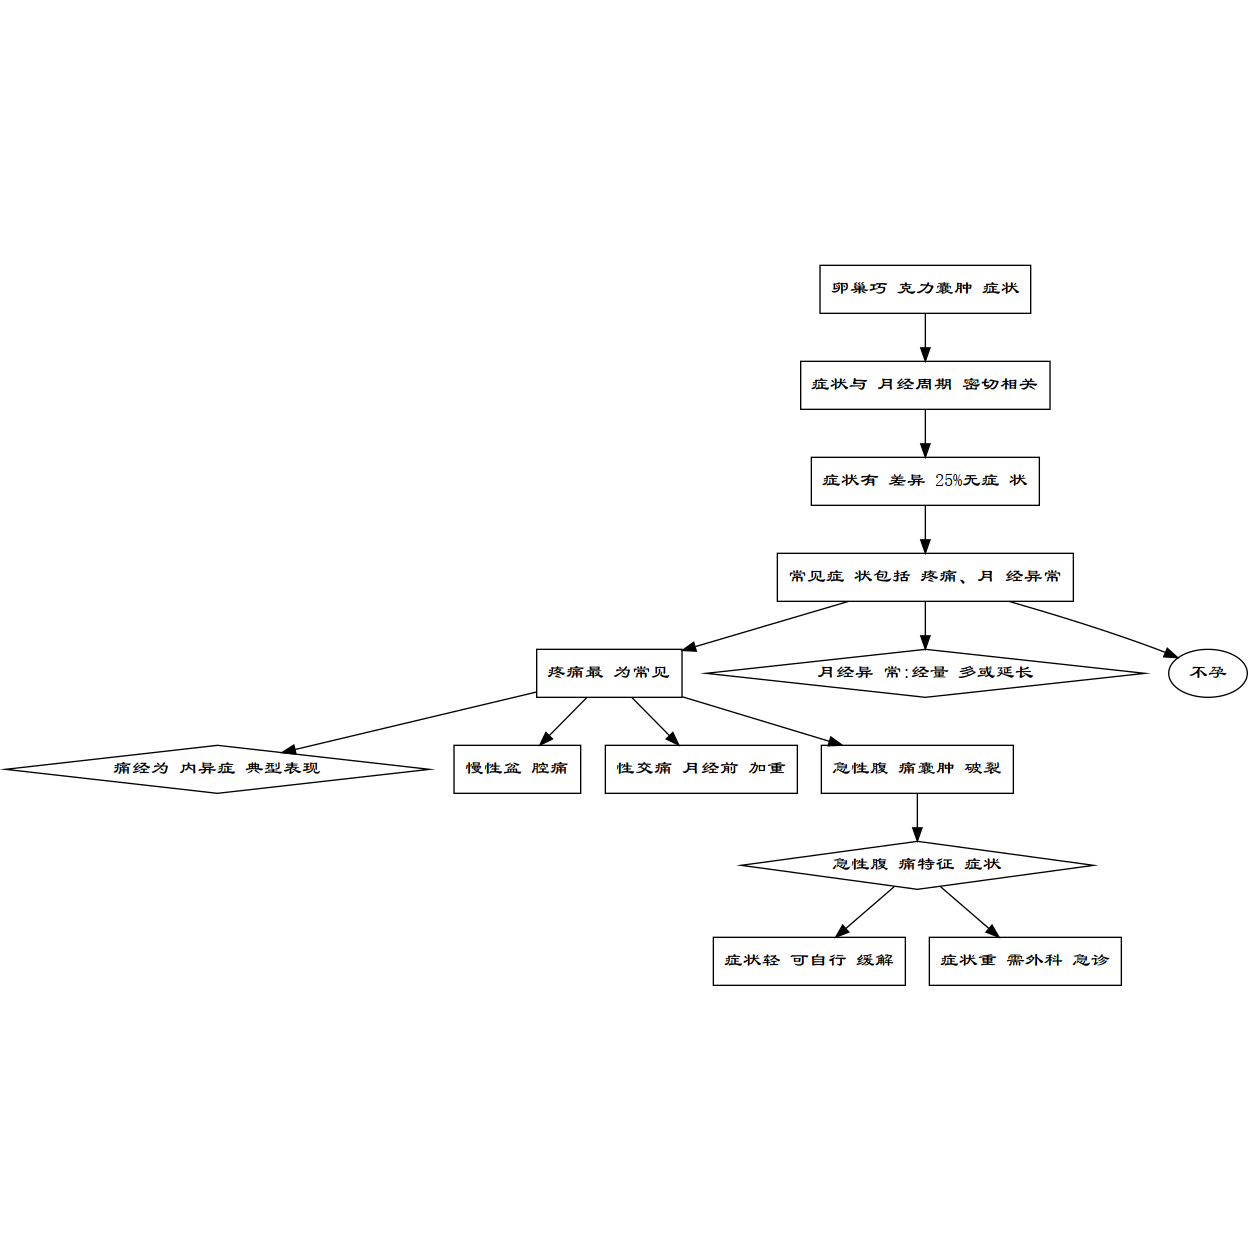 卵巢巧 克力囊肿 症状
症状与 月经周期 密切相关
症状有 差异 25%无症 状
常见症 状包括 疼痛、月 经异常
疼痛最 为常见
月经异 常:经量 多或延长
不孕
痛经为 内异症 典型表现
慢性盆 腔痛
性交痛 月经前 加重
急性腹 痛囊肿 破裂
急性腹 痛特征 症状
症状轻 可自行 缓解
症状重 需外科 急诊